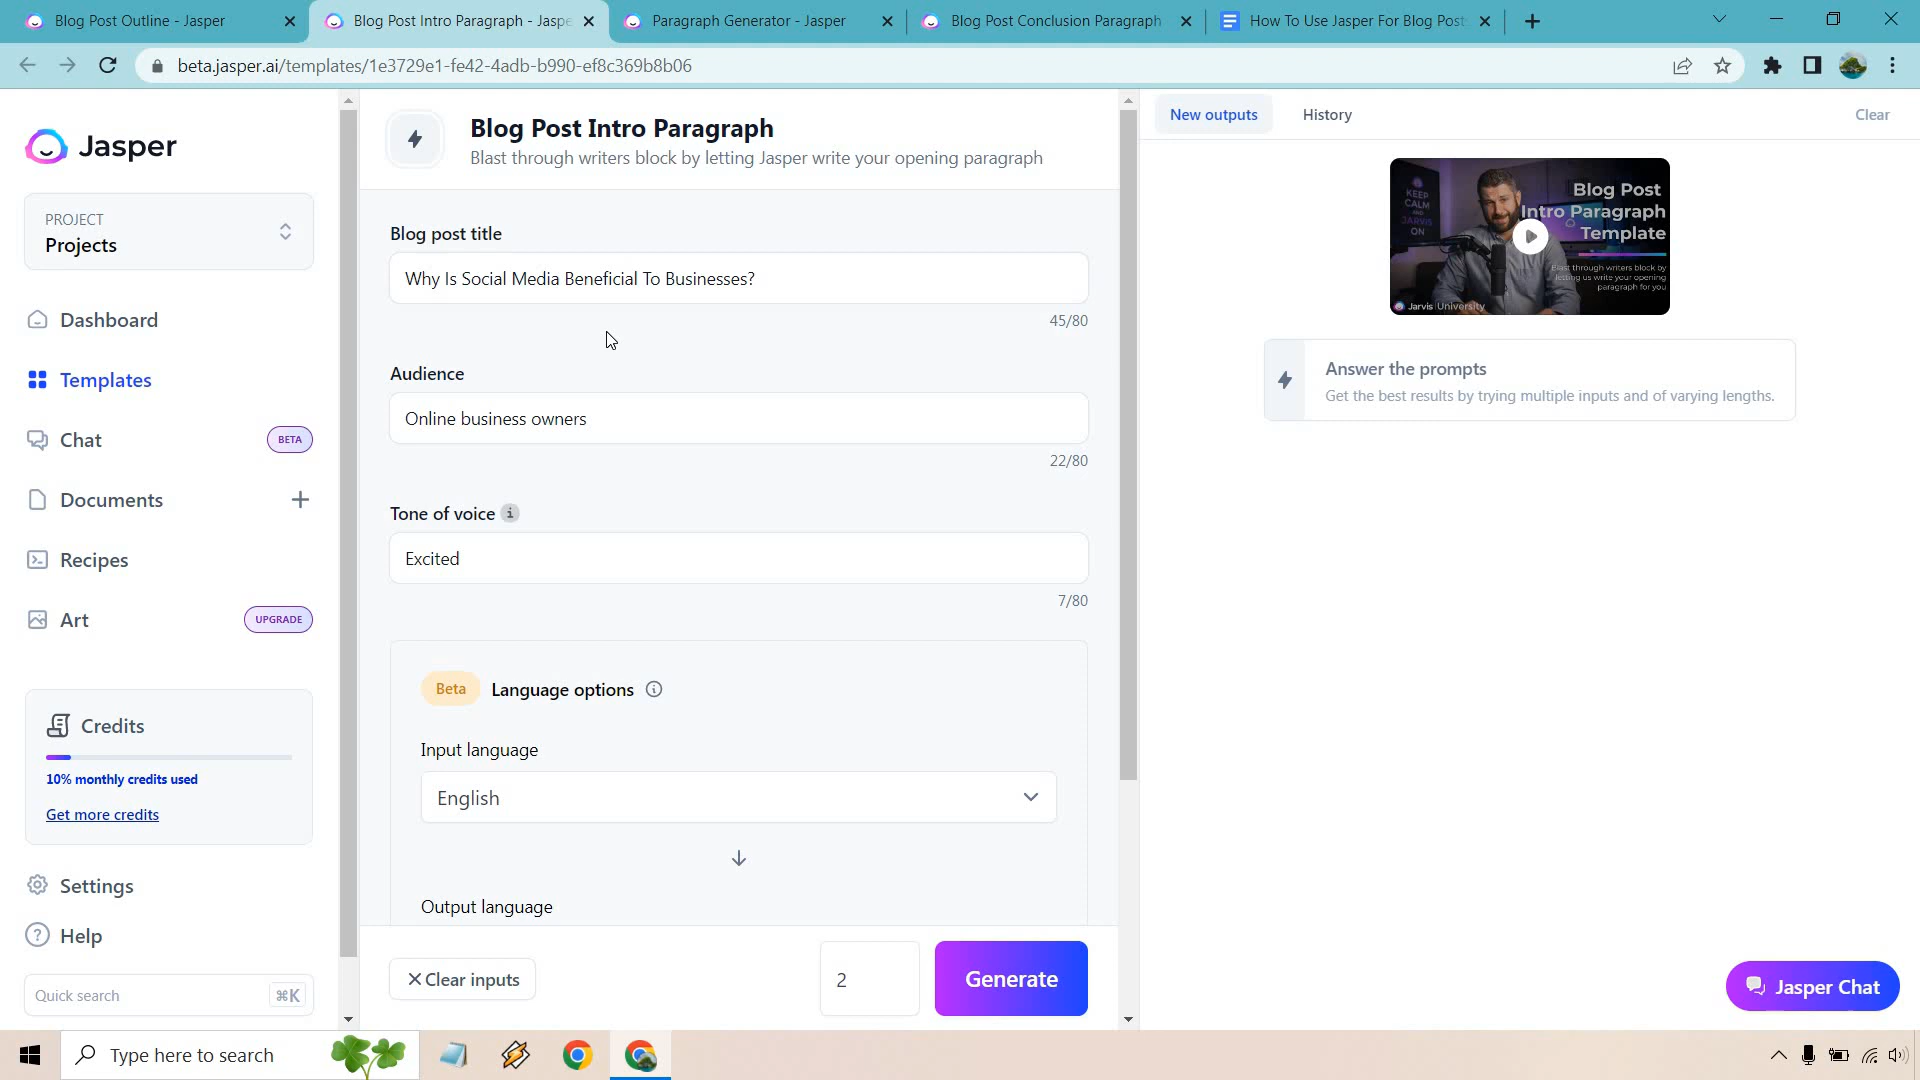 Blog Post Outline - Jasper
Blog Post Intro Paragraph - Jaspe
Paragraph Generator - Jasper
Blog Post Conclusion Paragraph
How To Use Jasper For Blog Post
beta.jasper.ai/templates/1e3729e1-fe42-4adb-b990-ef8c369b8b06
Jasper
PROJECT
Projects
Dashboard
Templates
Chat
BETA
Documents
Recipes
Art
UPGRADE
Credits
10% monthly credits used
Get more credits
Settings
Help
Quick search
⌘K
Blog Post Intro Paragraph
Blast through writers block by letting Jasper write your opening paragraph
Blog post title
Why Is Social Media Beneficial To Businesses?
45/80
Audience
Online business owners
22/80
Tone of voice
Excited
7/80
Beta
Language options
Input language
English
Output language
Clear inputs
2
Generate
New outputs
History
Clear
KEEP
CALM
AND
JARVIS
ON
Blog Post
Intro Paragraph
Template
Blast through writers block by
letting us write your opening
paragraph for you
Jarvis University
Answer the prompts
Get the best results by trying multiple inputs and of varying lengths.
Jasper Chat
Type here to search